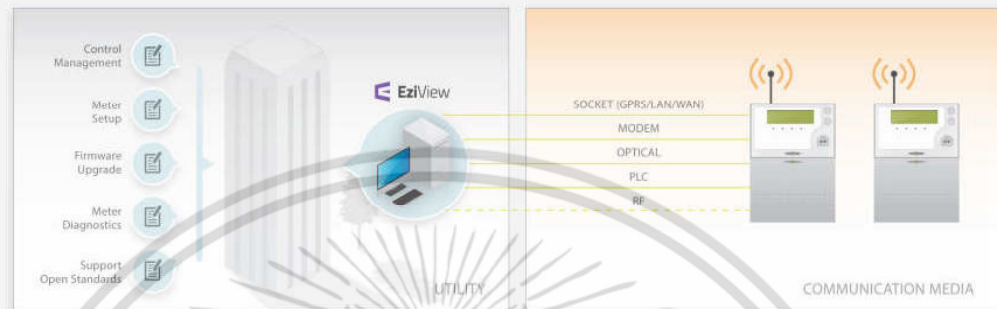 Control
Management
Meter
Setup
Firmware
Upgrade
Meter
Diagnostics
Support
Open Standards
EziView
UTILITY
SOCKET (GPRS/LAN/WAN)
MODEM
OPTICAL
PLC
RF
COMMUNICATION MEDIA